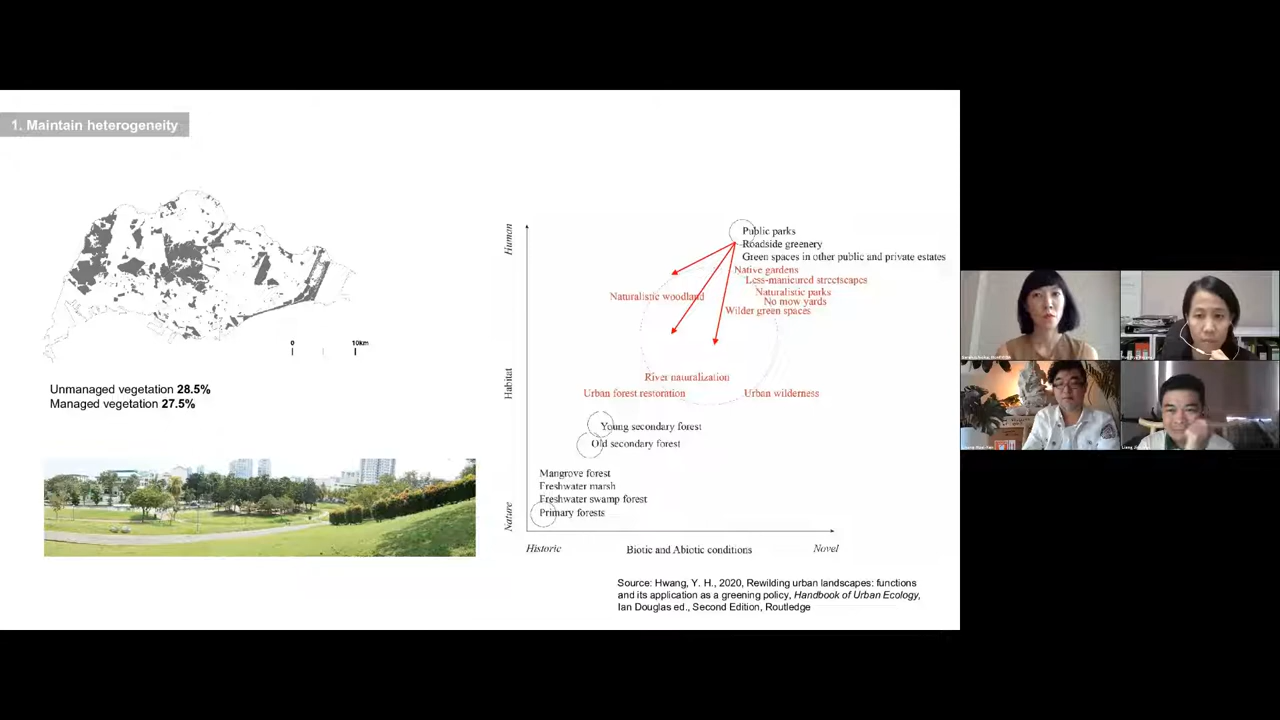 1. Maintain heterogeneity
0
10km
Unmanaged vegetation 28.5%
Managed vegetation 27.5%
Human
Habitat
Nature
Public parks
Roadside greenery
Green spaces in other public and private estates
Native gardens
Less-manicured streetscapes
Naturalistic woodland
Naturalistic parks
No mow yards
Wilder green spaces
River naturalization
Urban forest restoration
Urban wilderness
Young secondary forest
Old secondary forest
Mangrove forest
Freshwater marsh
Freshwater swamp forest
Primary forests
Historic
Biotic and Abiotic conditions
Novel
Source: Hwang, Y. H., 2020, Rewilding urban landscapes: functions
and its application as a greening policy, Handbook of Urban Ecology,
Ian Douglas ed., Second Edition, Routledge